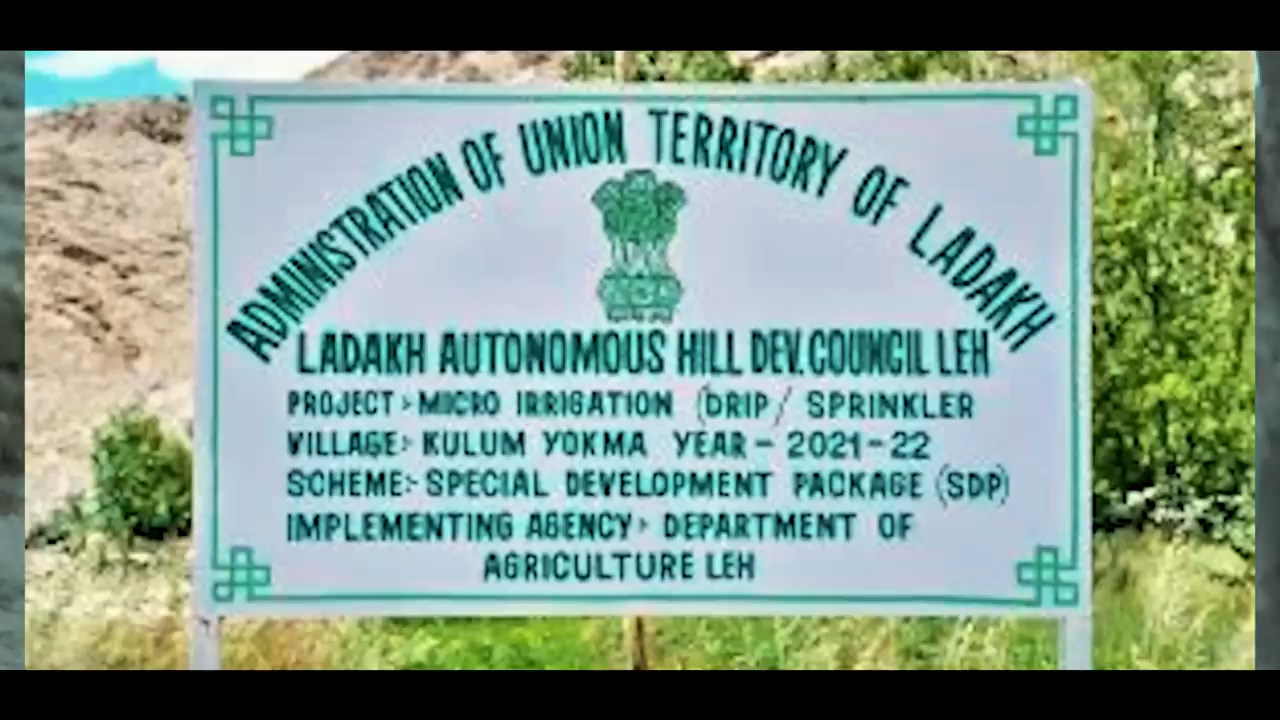 ADMINISTRATION OF UNION TERRITORY OF LADAKH
LADAKH AUTONOMOUS HILL DEV. COUNCIL LEH
PROJECT:- MICRO IRRIGATION (DRIP/ SPRINKLER
VILLAGE:- KULUM YOKMA YEAR - 2021-22
SCHEME:- SPECIAL DEVELOPMENT PACKAGE (SDP)
IMPLEMENTING AGENCY:- DEPARTMENT OF
AGRICULTURE LEH